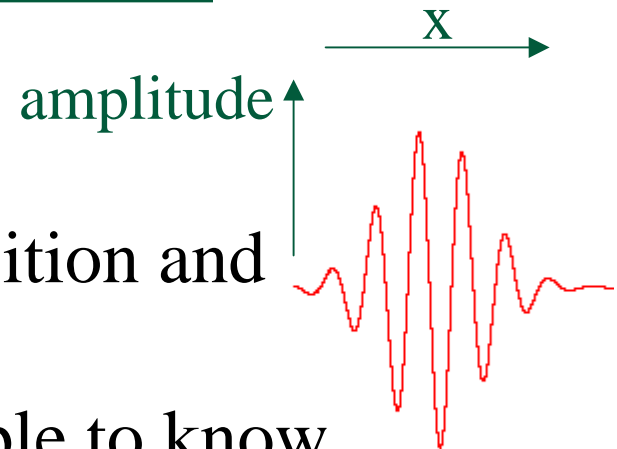 x
amplitude
ition and
ble to know